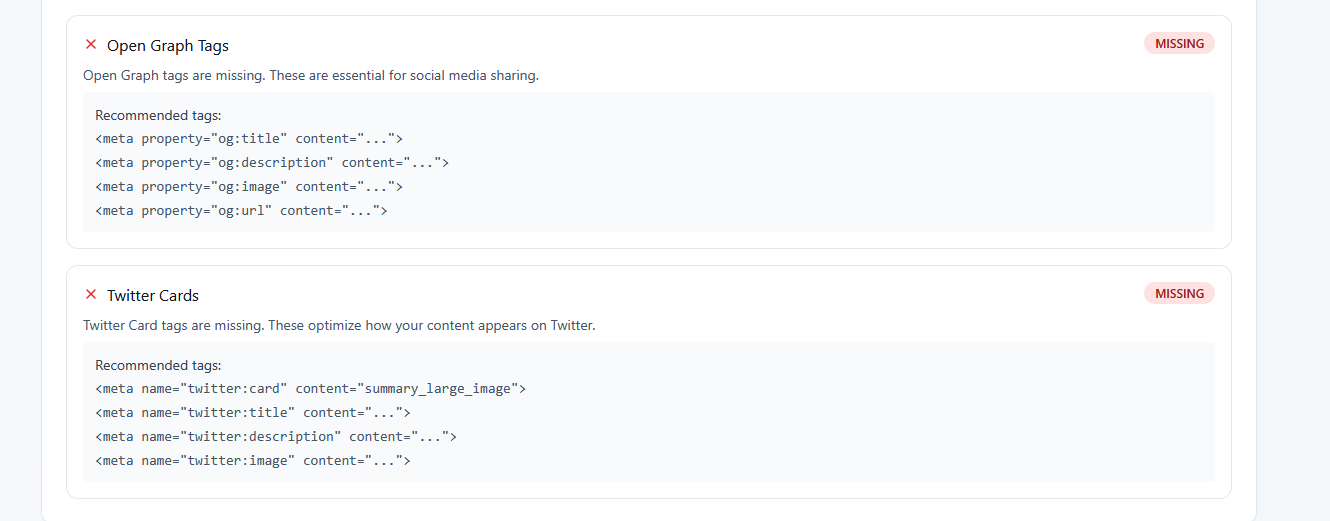 Open Graph Tags
MISSING
Open Graph tags are missing. These are essential for social media sharing.
Recommended tags:
<meta property="og:title" content="...">
<meta property="og:description" content="...">
<meta property="og:image" content="...">
<meta property="og:url" content="...">
Twitter Cards
MISSING
Twitter Card tags are missing. These optimize how your content appears on Twitter.
Recommended tags:
<meta name="twitter:card" content="summary_large_image">
<meta name="twitter:title" content="...">
<meta name="twitter:description" content="...">
<meta name="twitter:image" content="...">